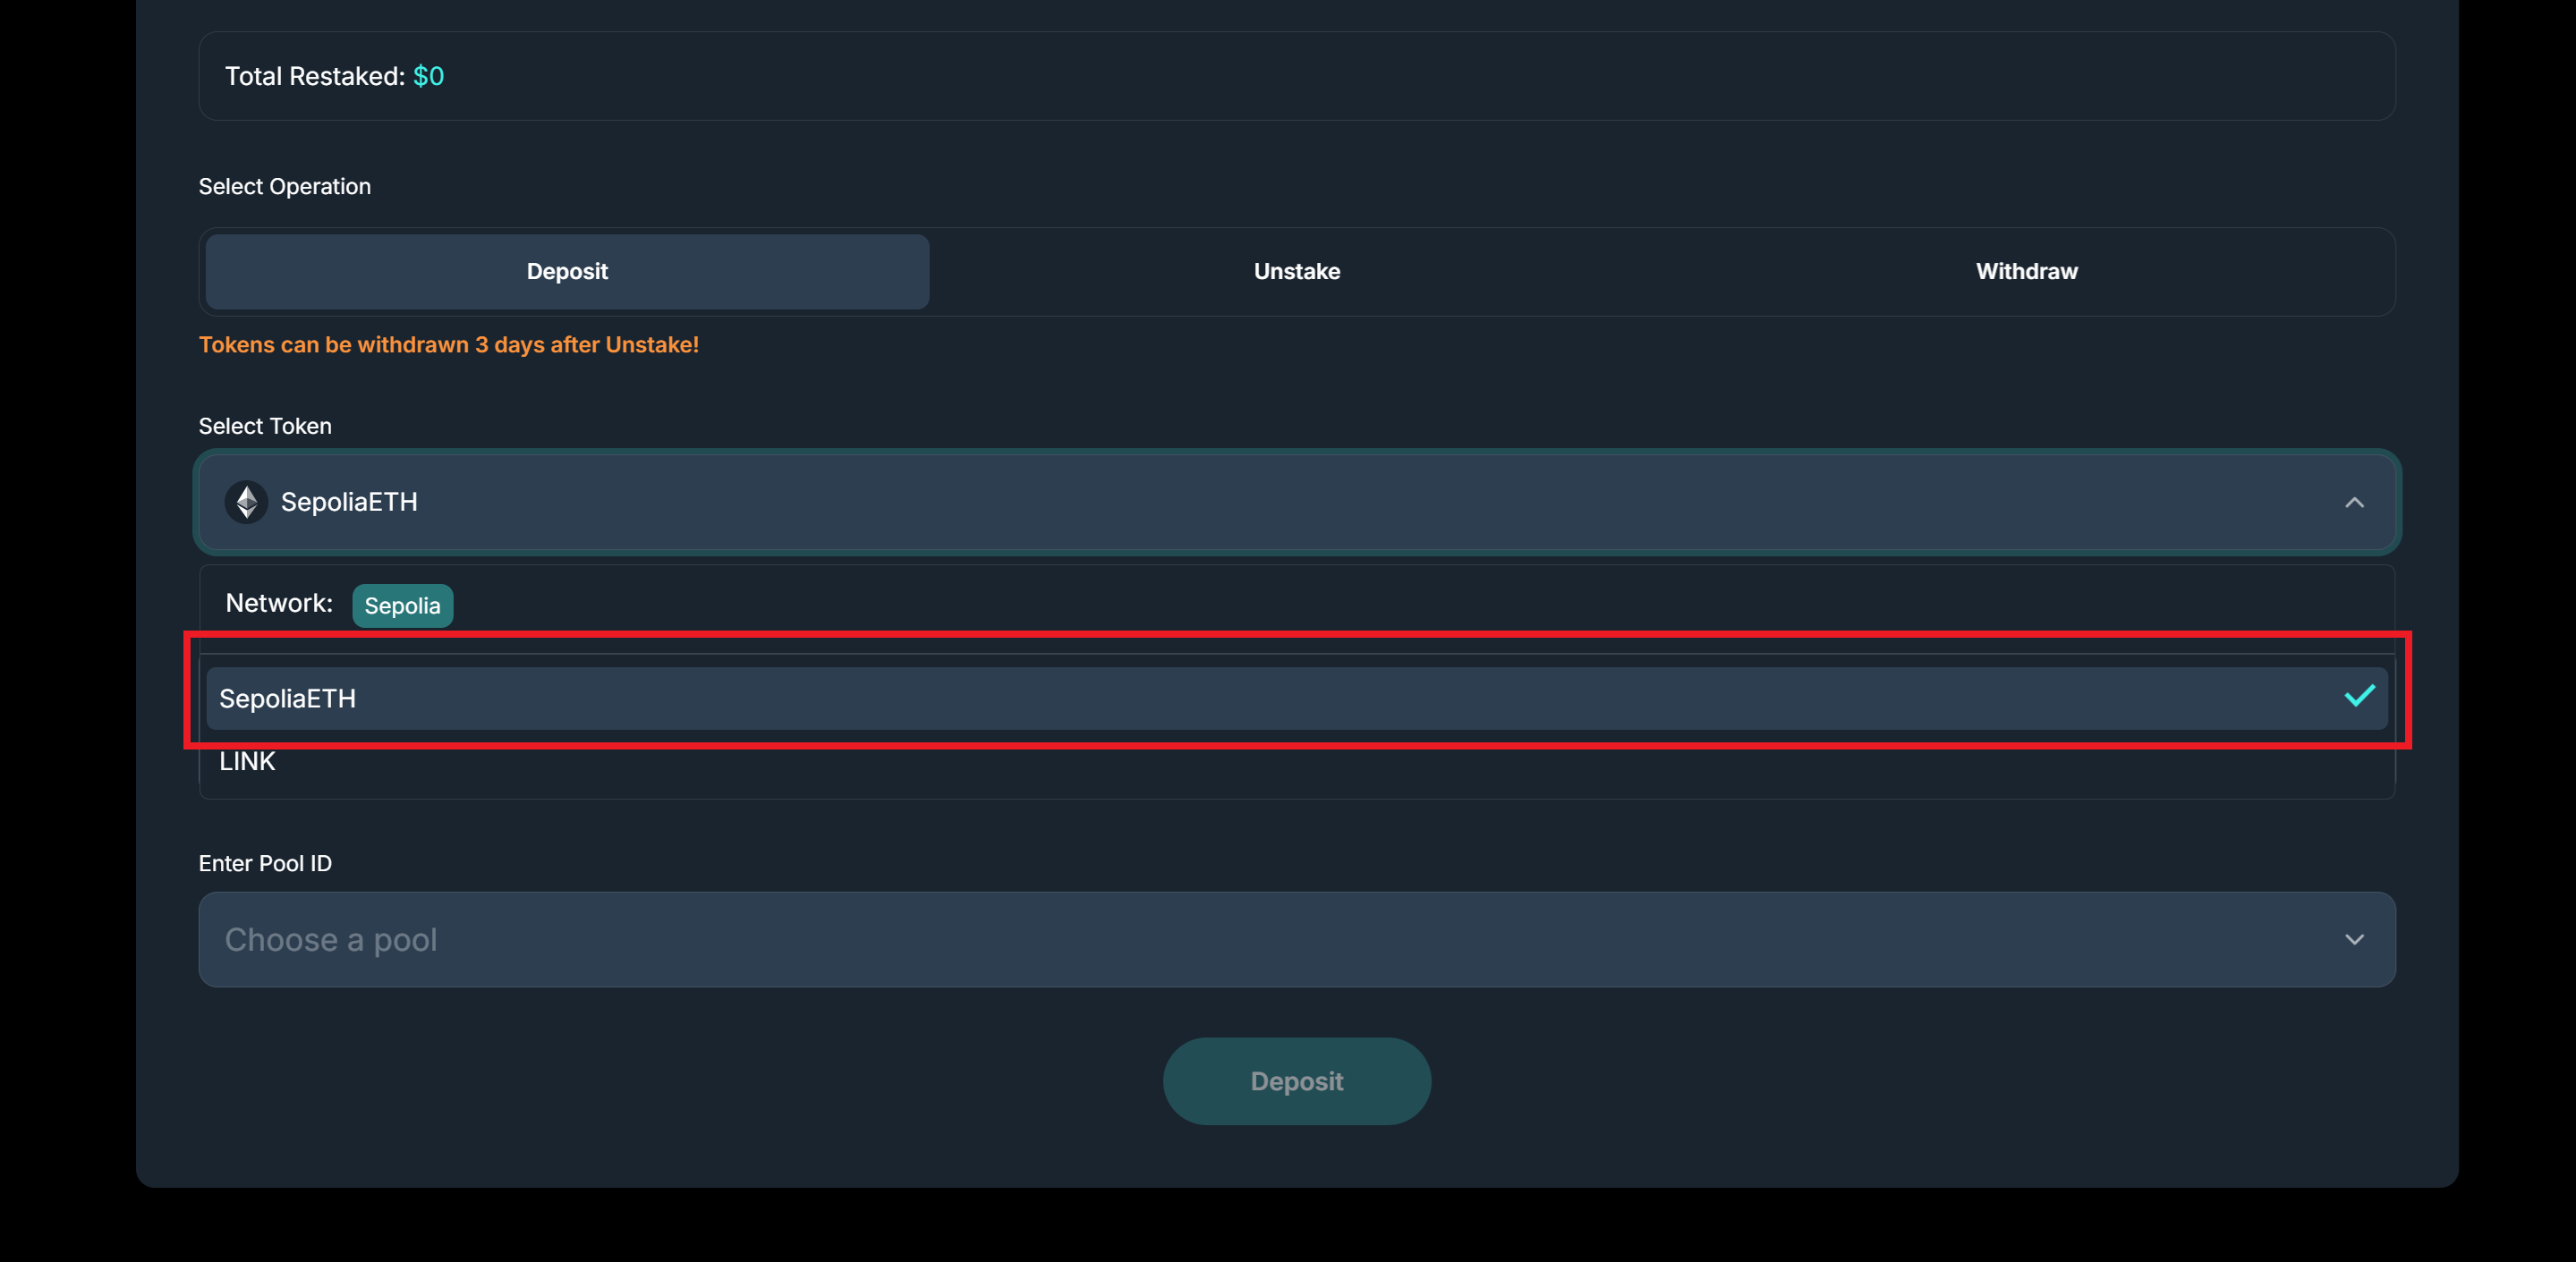 Total Restaked: $0
Select Operation
Deposit Unstake Withdraw
Tokens can be withdrawn 3 days after Unstake!
Select Token
SepoliaETH
Network: Sepolia
SepoliaETH
LINK
Enter Pool ID
Choose a pool
Deposit